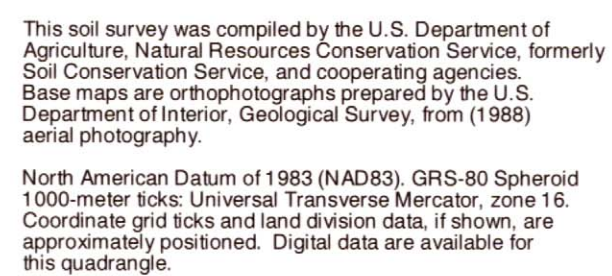 This soil survey was compiled by the U.S. Department of
Agriculture, Natural Resources Conservation Service, formerly
Soil Conservation Service, and cooperating agencies.
Base maps are orthophotographs prepared by the U.S.
Department of Interior, Geological Survey, from (1988)
aerial photography.

North American Datum of 1983 (NAD83). GRS-80 Spheroid
1000-meter ticks: Universal Transverse Mercator, zone 16.
Coordinate grid ticks and land division data, if shown, are
approximately positioned. Digital data are available for
this quadrangle.